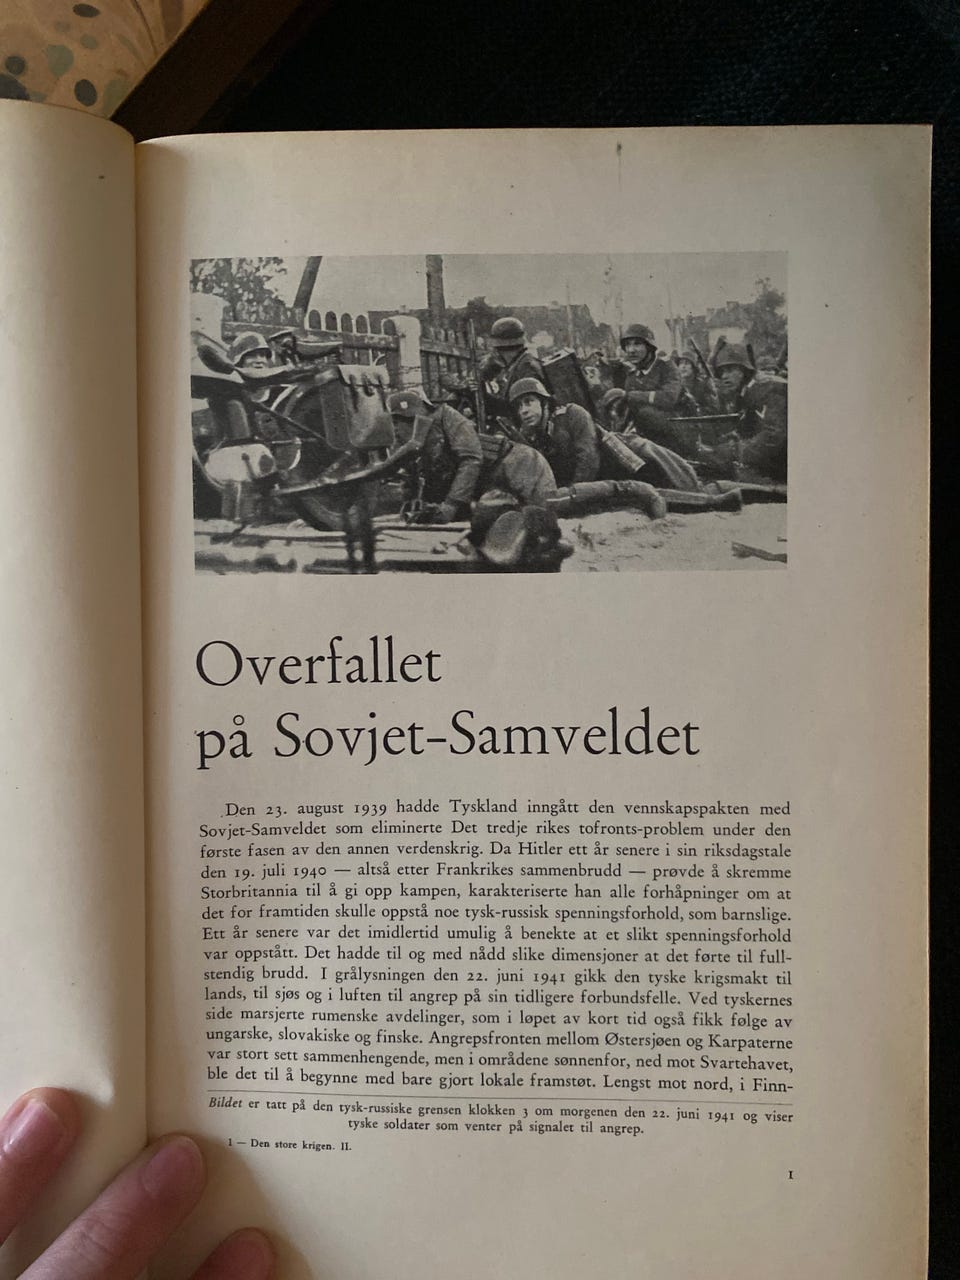 Overfallet
på Sovjet-Samveldet
Den 23. august 1939 hadde Tyskland inngått den vennskapspakten med
Sovjet-Samveldet som eliminerte Det tredje rikes tofronts-problem under den
første fasen av den annen verdenskrig. Da Hitler ett år senere i sin riksdagstale
den 19. juli 1940 — altså etter Frankrikes sammenbrudd — prøvde å skremme
Storbritannia til å gi opp kampen, karakteriserte han alle forhåpninger om at
det for framtiden skulle oppstå noe tysk-russisk spenningsforhold, som barnslige.
Ett år senere var det imidlertid umulig å benekte at et slikt spenningsforhold
var oppstått. Det hadde til og med nådd slike dimensjoner at det førte til full-
stendig brudd. I grålysningen den 22. juni 1941 gikk den tyske krigsmakt til
lands, til sjøs og i luften til angrep på sin tidligere forbundsfelle. Ved tyskernes
side marsjerte rumenske avdelinger, som i løpet av kort tid også fikk følge av
ungarske, slovakiske og finske. Angrepsfronten mellom Østersjøen og Karpaterne
var stort sett sammenhengende, men i områdene sønnenfor, ned mot Svartehavet,
ble det til å begynne med bare gjort lokale framstøt. Lengst mot nord, i Finn-
Bildet er tatt på den tysk-russiske grensen klokken 3 om morgenen den 22. juni 1941 og viser
tyske soldater som venter på signalet til angrep.
1 — Den store krigen. II.
1